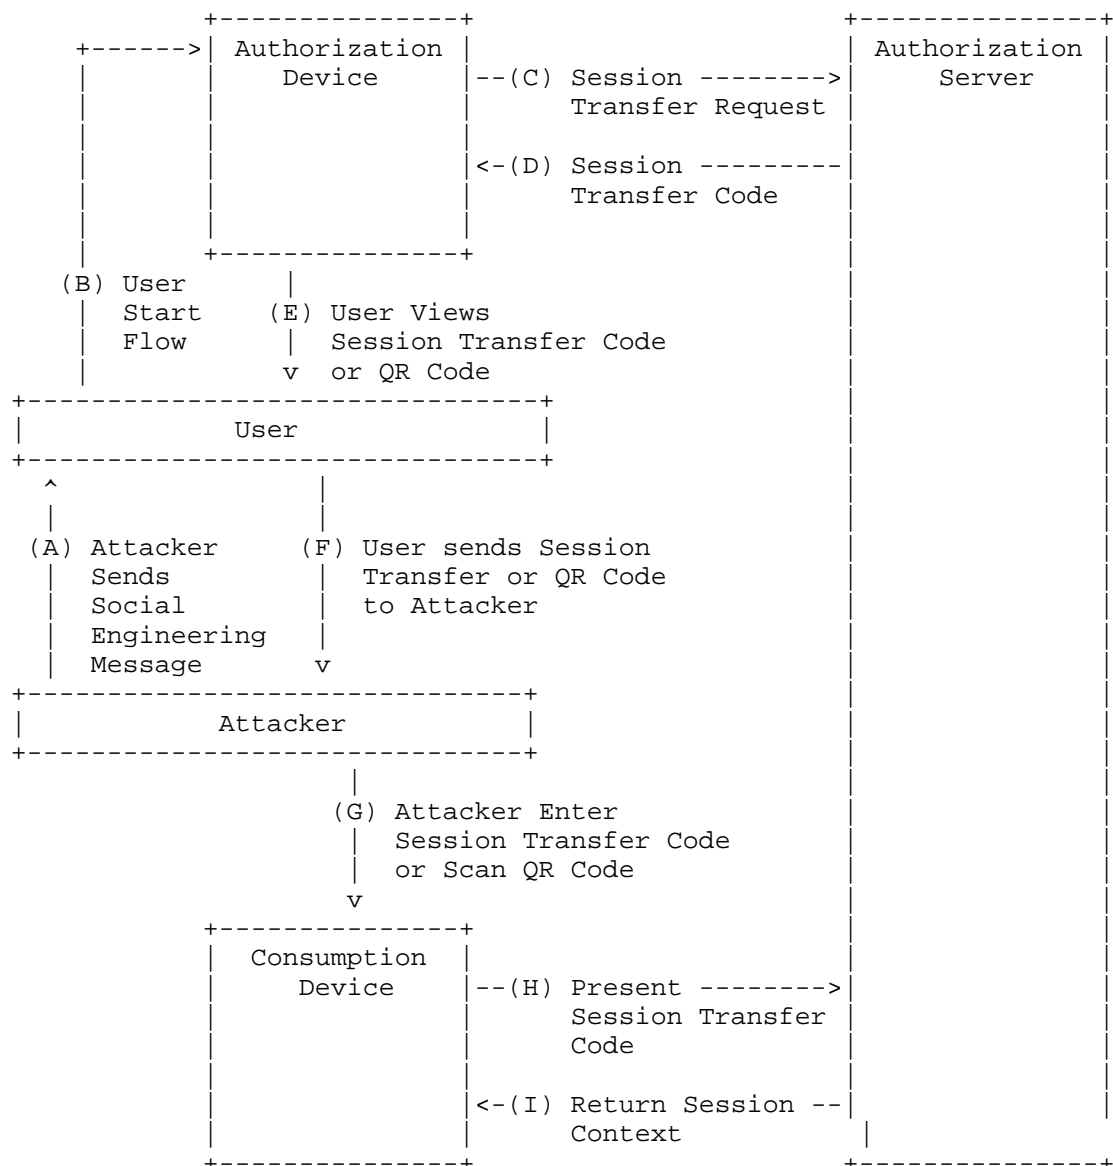 Authorization Authorization
Device --(C) Session --------> Server
Transfer Request
<-(D) Session ---------
Transfer Code
(B) User
Start (E) User Views
Flow Session Transfer Code
v or QR Code
User
^
(A) Attacker (F) User sends Session
Sends Transfer or QR Code
Social to Attacker
Engineering
Message v
Attacker
(G) Attacker Enter
Session Transfer Code
or Scan QR Code
v
Consumption
Device --(H) Present -------->
Session Transfer
Code
<-(I) Return Session --
Context